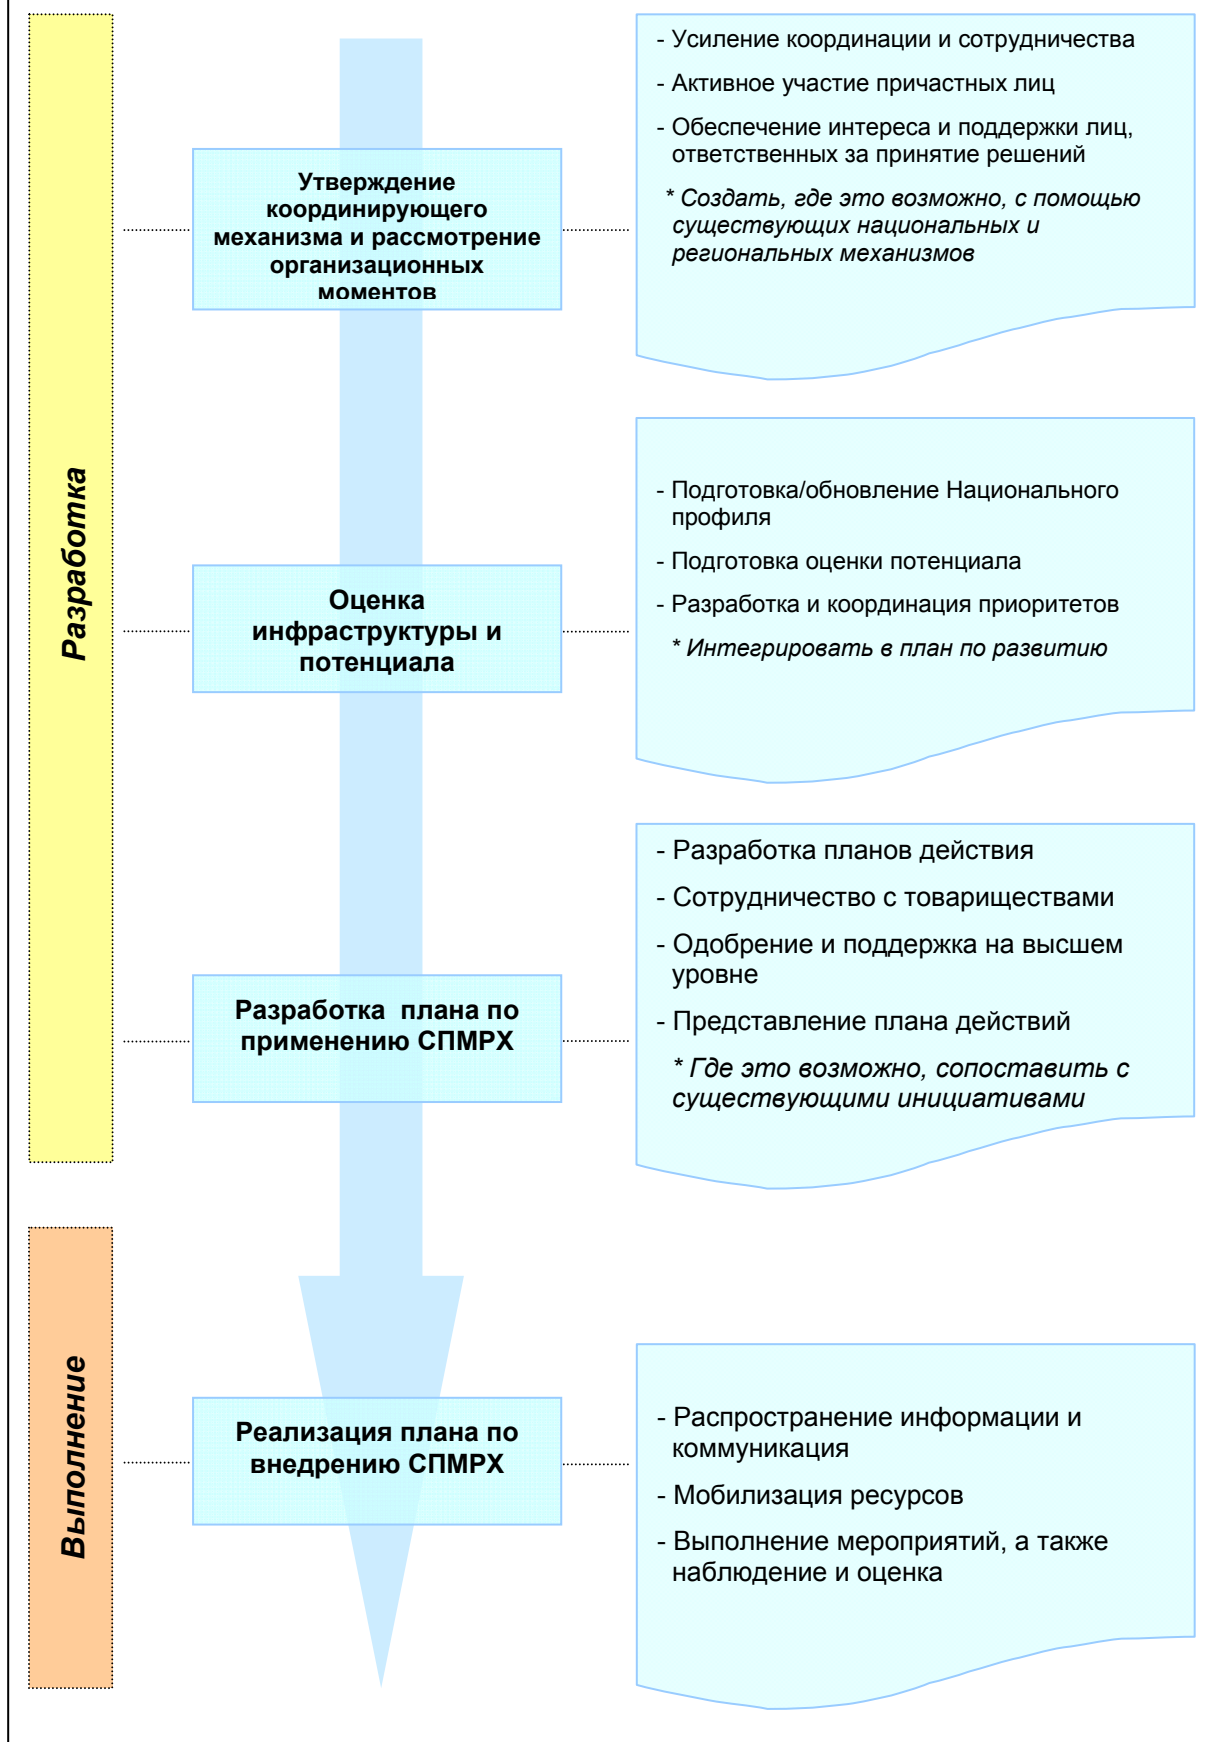 - Усиление координации и сотрудничества
- Активное участие причастных лиц
- Обеспечение интереса и поддержки лиц,
ответственных за принятие решений
* Создать, где это возможно, с помощью
существующих национальных и
региональных механизмов
Утверждение
координирующего
механизма и рассмотрение
организационных
моментов
Разработка
- Подготовка/обновление Национального
профиля
- Подготовка оценки потенциала
- Разработка и координация приоритетов
* Интегрировать в план по развитию
Оценка
инфраструктуры и
потенциала
- Разработка планов действия
- Сотрудничество с товариществами
- Одобрение и поддержка на высшем
уровне
- Представление плана действий
* Где это возможно, сопоставить с
существующими инициативами
Разработка плана по
применению СПМРХ
Выполнение
Реализация плана по
внедрению СПМРХ
- Распространение информации и
коммуникация
- Мобилизация ресурсов
- Выполнение мероприятий, а также
наблюдение и оценка